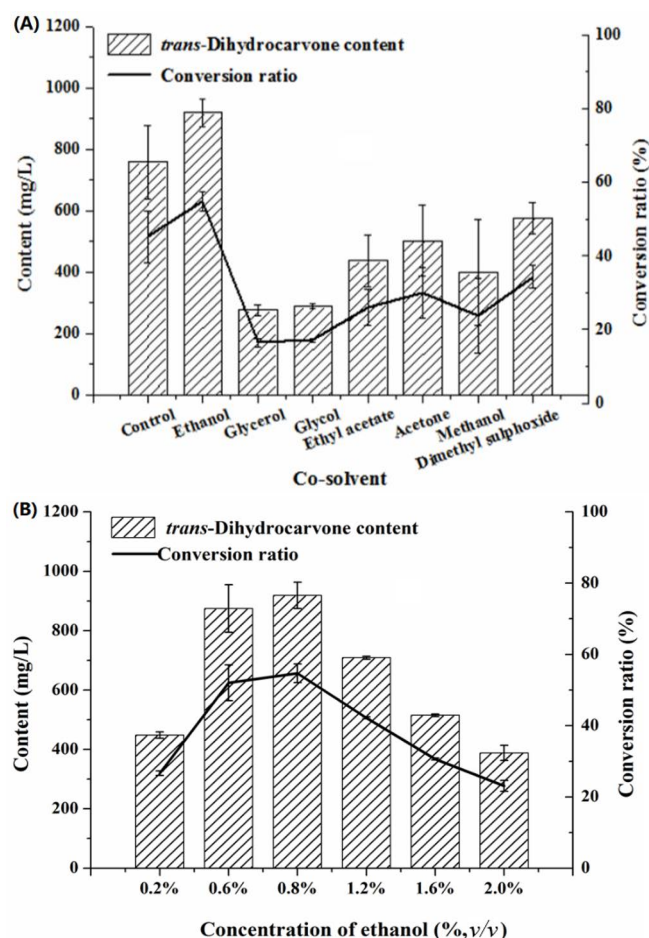 (A)
1200
1000
800
600
400
200
0
Content (mg/L)
trans-Dihydrocarvone content
Conversion ratio
100
80
60
40
20
0
Conversion ratio (%)
Control
Ethanol
Glycerol
Glycol
Ethyl acetate
Acetone
Methanol
Dimethyl sulphoxide
Co-solvent
(B)
1200
1000
800
600
400
200
0
Content (mg/L)
trans-Dihydrocarvone content
Conversion ratio
100
80
60
40
20
0
Conversion ratio (%)
0.2% 0.6% 0.8% 1.2% 1.6% 2.0%
Concentration of ethanol (%,v/v)